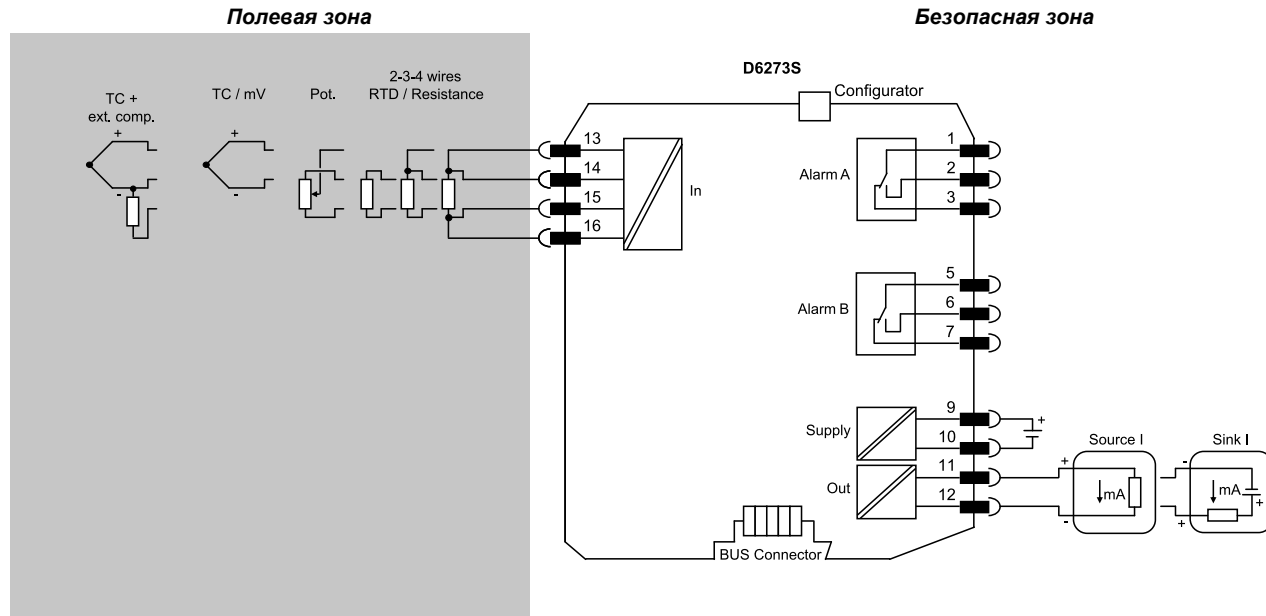 Полевая зона
Безопасная зона
D6273S
Configurator
TC +
ext. comp.
+
-
TC / mV
+
-
Pot.
2-3-4 wires
RTD / Resistance
13
14
15
16
In
Alarm A
1
2
3
Alarm B
5
6
7
Supply
9
10
+
Out
11
12
Source I
+
mA
-
Sink I
-
mA
+
+
BUS Connector